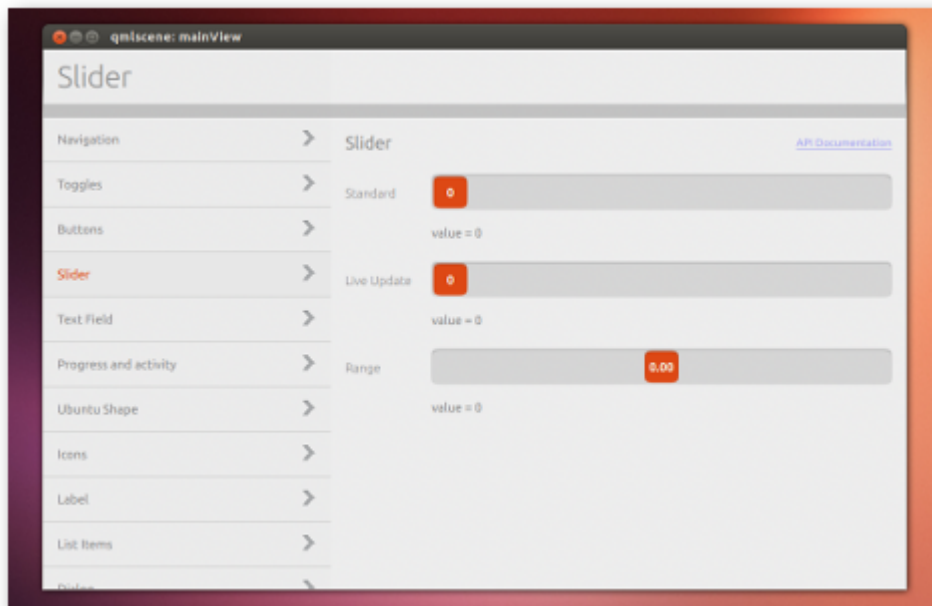 qmlscene: mainView
Slider
Navigation
Toggles
Buttons
Slider
Text Field
Progress and activity
Ubuntu Shape
Icons
Label
List Items
Slider
API Documentation
Standard
0
value = 0
Live Update
0
value = 0
Range
0.00
value = 0